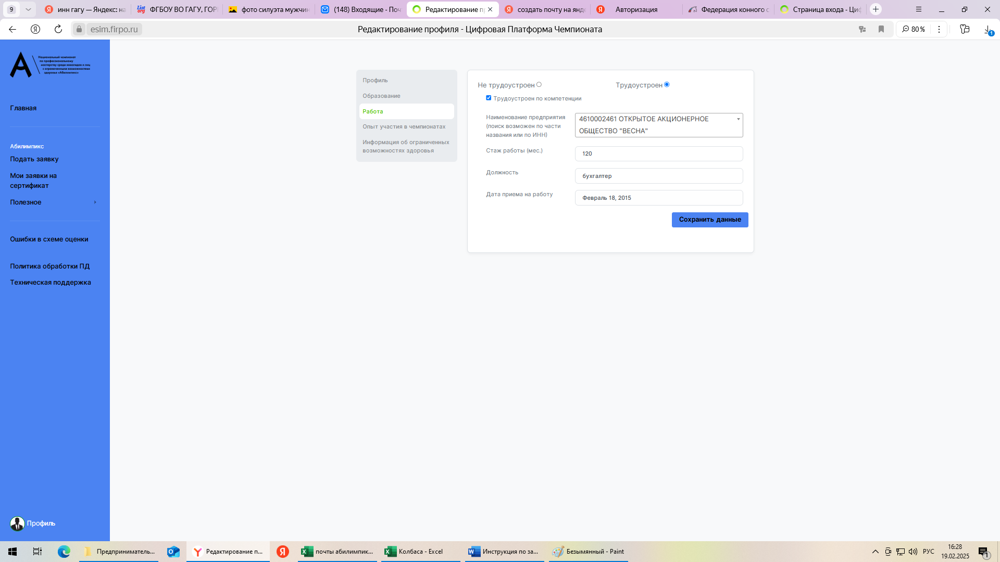 9
инн гагу — Яндекс: на
List org
ФГБОУ ВО ГАГУ, ГОР
фото силуэта мужчин
(148) Входящие - Поч
Редактирование п
создать почту на янд
Авторизация
Федерация конного с
Страница входа - Циф
esim.firpo.ru
Редактирование профиля - Цифровая Платформа Чемпионата
80 %
1
Национальный чемпионат
по профессиональному
мастерству среди инвалидов и лиц
с ограниченными возможностями
здоровья «Абилимпикс»
Главная
Абилимпикс
Подать заявку
Мои заявки на
сертификат
Полезное
Ошибки в схеме оценки
Политика обработки ПД
Техническая поддержка
Профиль
Профиль
Образование
Работа
Опыт участия в чемпионатах
Информация об ограниченных
возможностях здоровья
Не трудоустроен
Трудоустроен
Трудоустроен по компетенции
Наименование предприятия
(поиск возможен по части
названия или по ИНН)
4610002461 ОТКРЫТОЕ АКЦИОНЕРНОЕ
ОБЩЕСТВО "ВЕСНА"
Стаж работы (мес.)
120
Должность
бухгалтер
Дата приема на работу
Февраль 18, 2015
Сохранить данные
Предприниматель...
Редактирование п...
почты абилимпик...
Колбаса - Excel
Инструкция по за...
Безымянный - Paint
РУС
16:28
19.02.2025
1